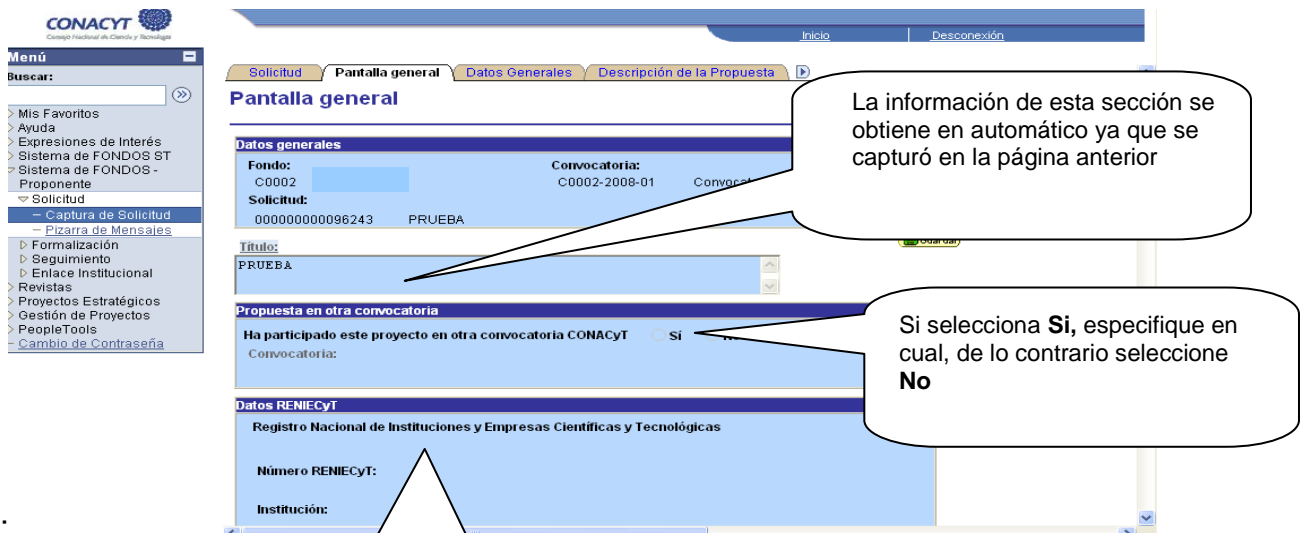 CONACYT
Consejo Nacional de Ciencia y Tecnología
Inicio
Desconexión
Menú
Buscar:
Mis Favoritos
Ayuda
Expresiones de Interés
Sistema de FONDOS ST
Sistema de FONDOS -
Proponente
Solicitud
Captura de Solicitud
Pizarra de Mensajes
Formalización
Seguimiento
Enlace Institucional
Revistas
Proyectos Estratégicos
Gestión de Proyectos
PeopleTools
Cambio de Contraseña
Solicitud Pantalla general Datos Generales Descripción de la Propuesta
Pantalla general
Datos generales
Fondo: Convocatoria:
C0002 C0002-2008-01
Solicitud:
000000000096243 PRUEBA
Título:
PRUEBA
Propuesta en otra convocatoria
Ha participado este proyecto en otra convocatoria CONACyT Sí
Convocatoria:
Datos RENIECyT
Registro Nacional de Instituciones y Empresas Científicas y Tecnológicas
Número RENIECyT:
Institución:
La información de esta sección se
obtiene en automático ya que se
capturó en la página anterior
Si selecciona Si, especifique en
cual, de lo contrario seleccione
No
.